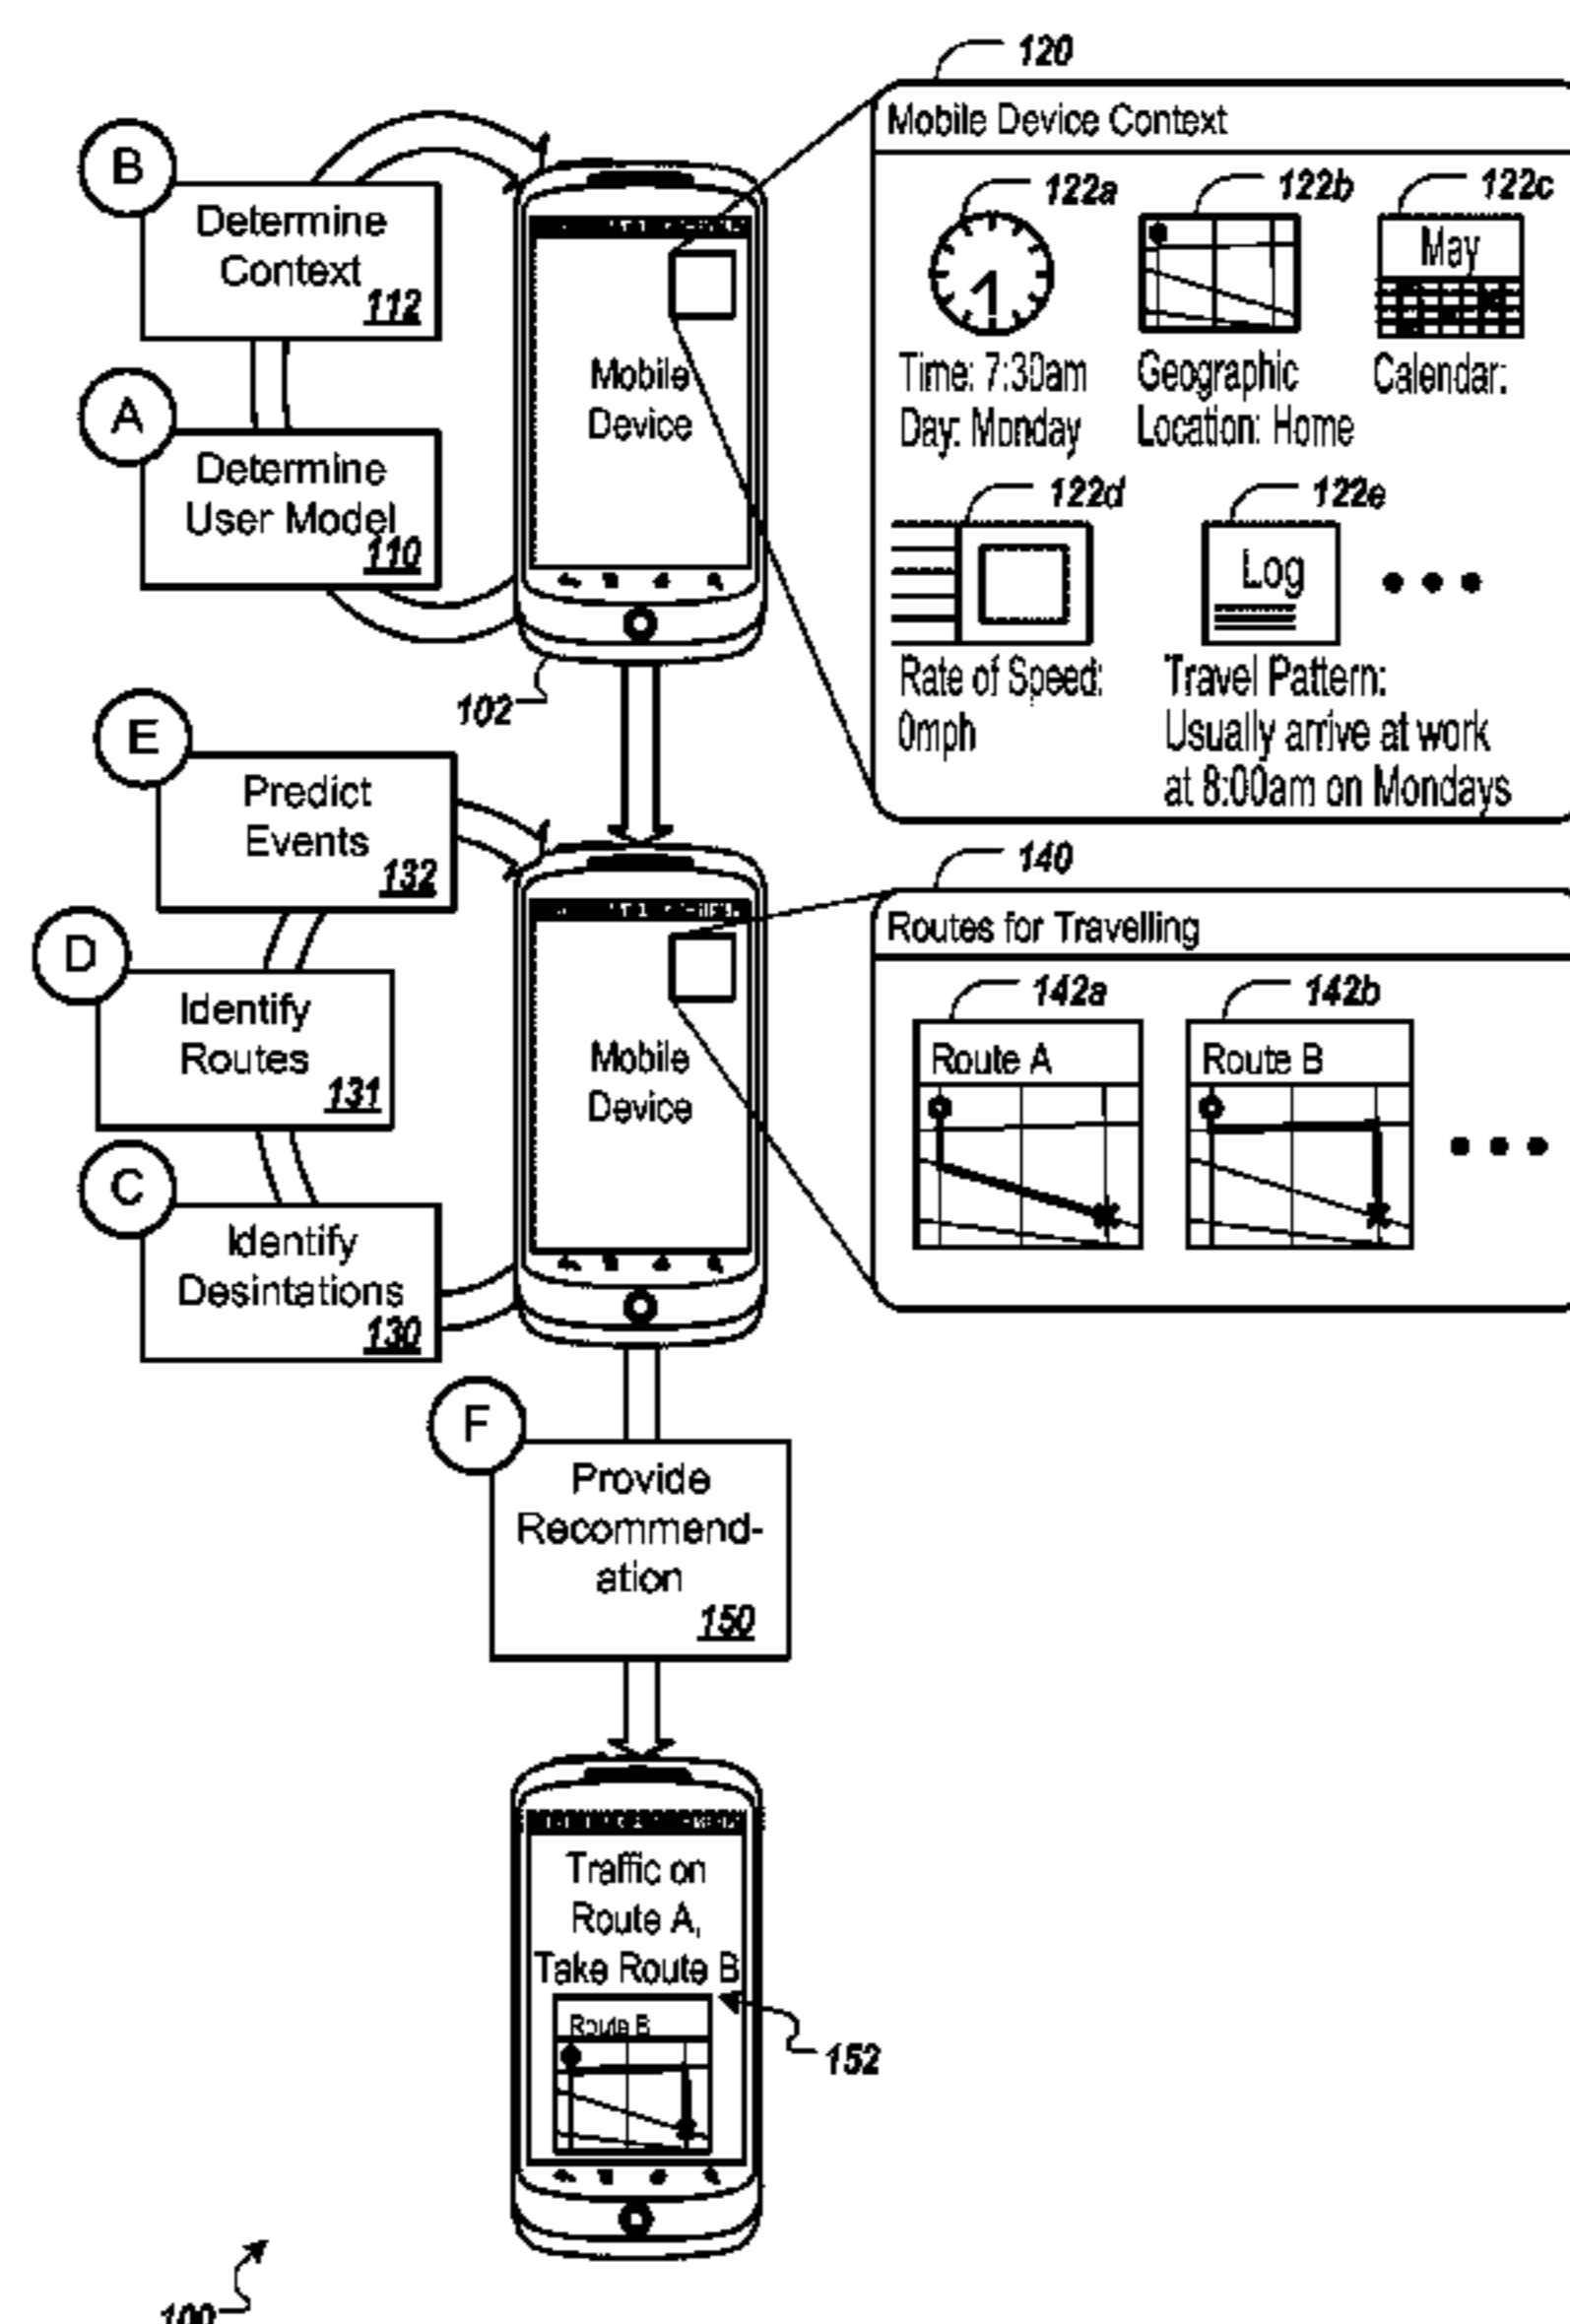 120
Mobile Device Context
122a
122b
122c
May
Time: 7:30am
Day: Monday
Geographic
Location: Home
Calendar:
122d
122e
Log
Rate of Speed:
0mph
Travel Pattern:
Usually arrive at work
at 8:00am on Mondays
B
Determine
Context
112
A
Determine
User Model
110
Mobile
Device
102
E
Predict
Events
132
D
Identify
Routes
131
C
Identify
Desintations
130
Mobile
Device
140
Routes for Travelling
142a
142b
Route A
Route B
F
Provide
Recommend-
ation
150
Traffic on
Route A,
Take Route B
Route B
152
100